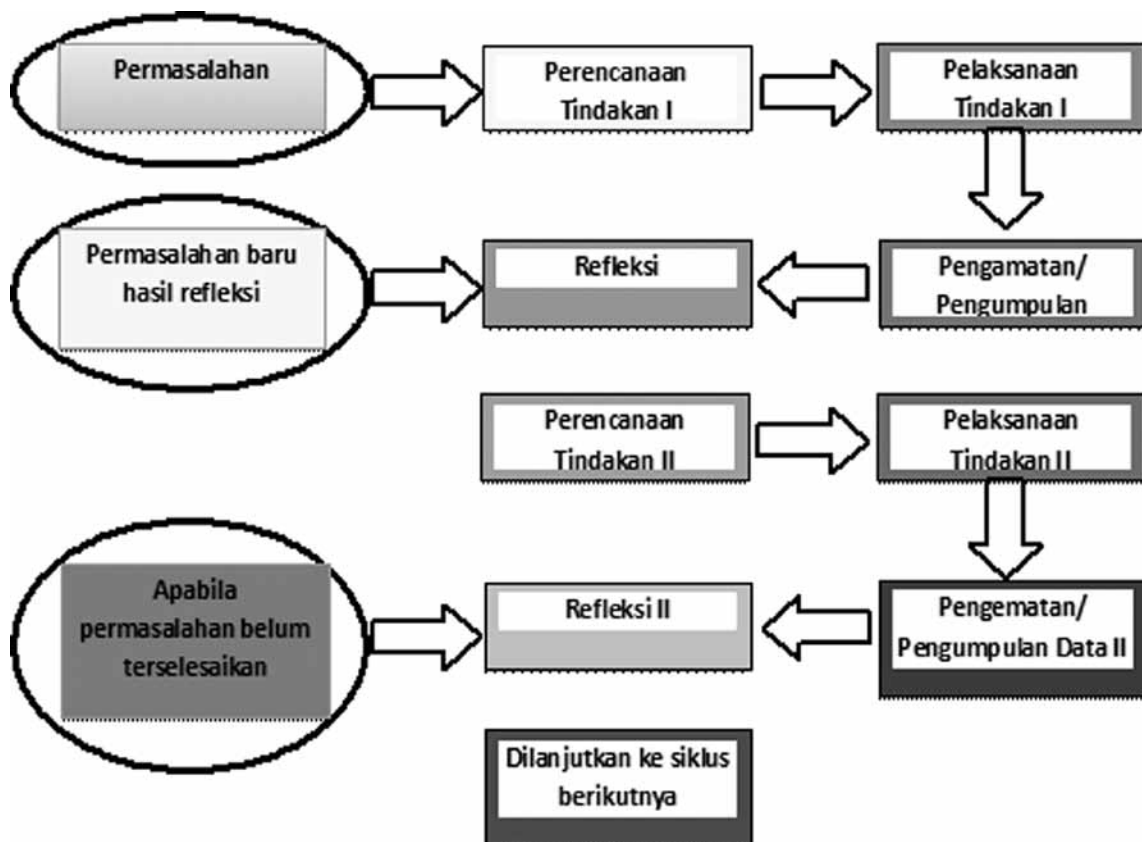 Permasalahan
Perencanaan
Tindakan I
Pelaksanaan
Tindakan I
Permasalahan baru
hasil refleksi
Refleksi
Pengamatan/
Pengumpulan
Perencanaan
Tindakan II
Pelaksanaan
Tindakan II
Apabila
permasalahan belum
terselesaikan
Refleksi II
Pengematan/
Pengumpulan Data II
Dilanjutkan ke siklus
berikutnya